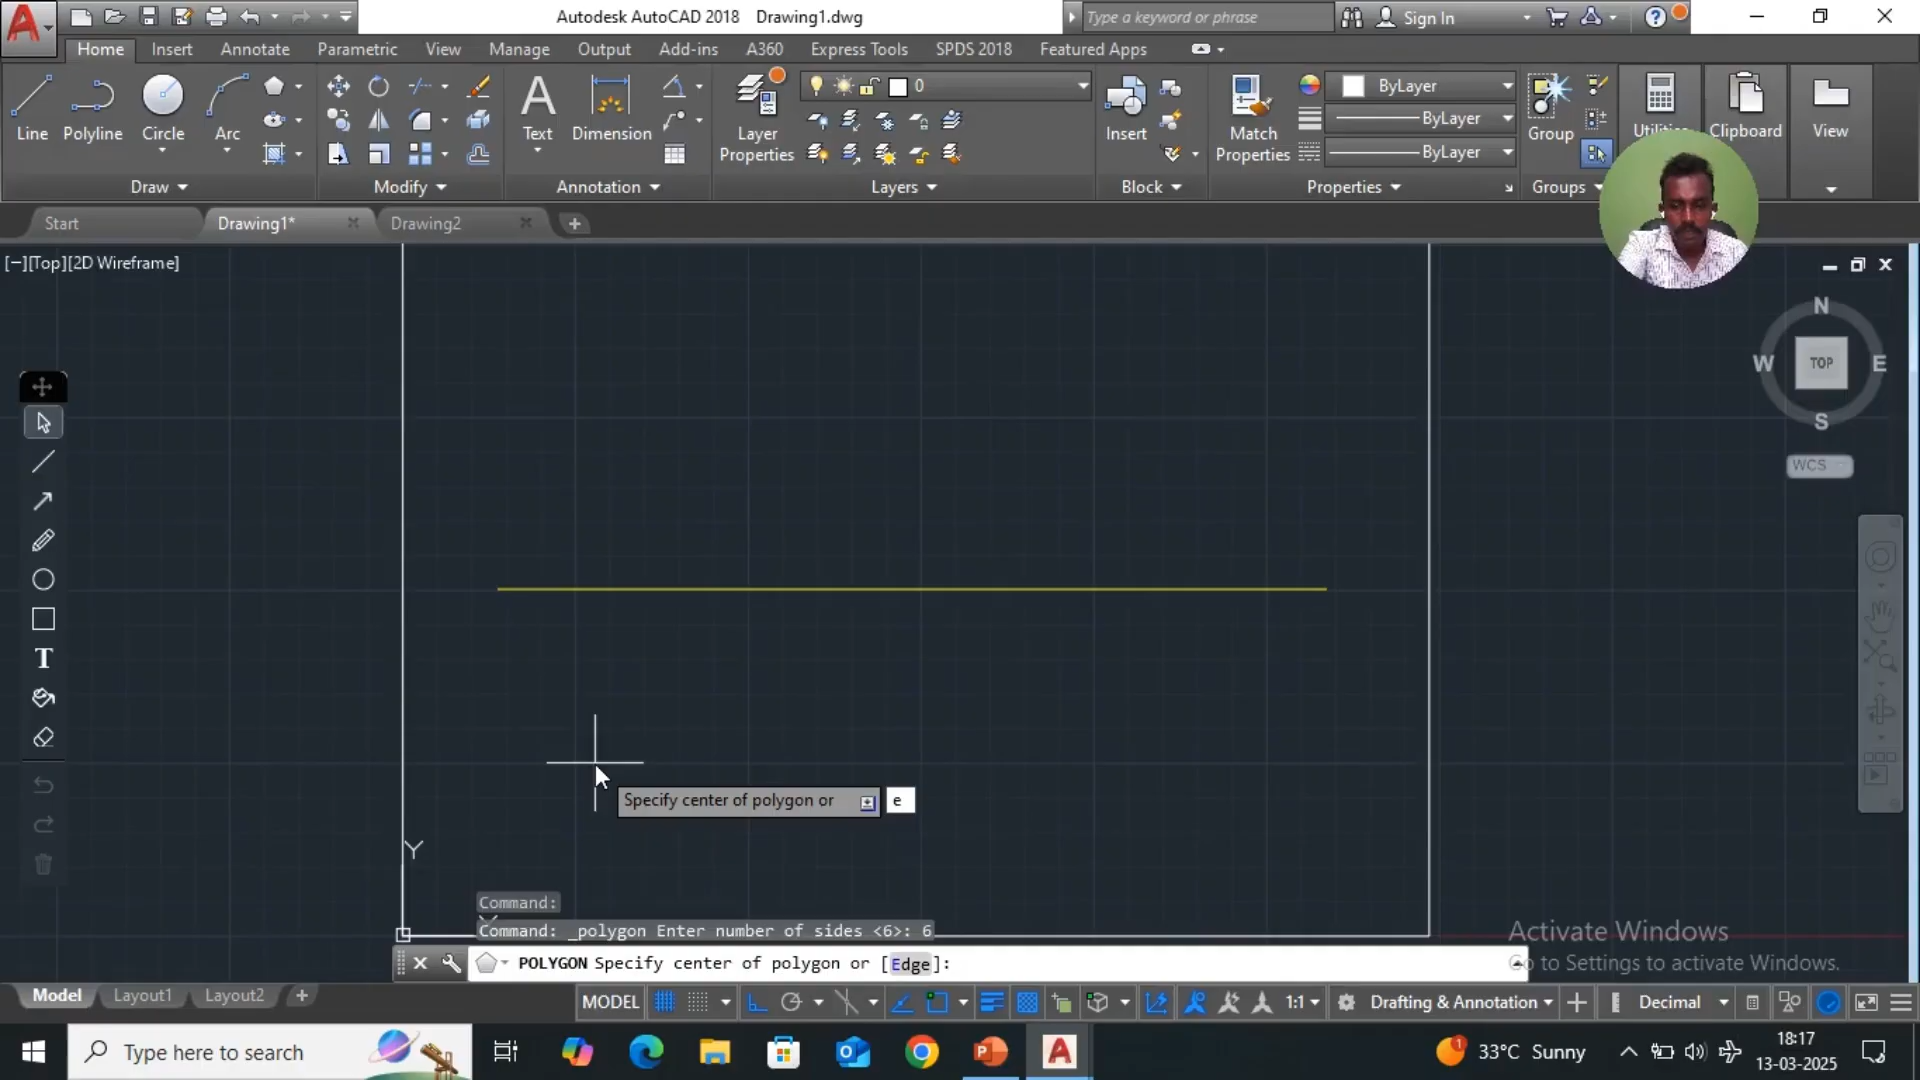 Autodesk AutoCAD 2018 Drawing1.dwg
Type a keyword or phrase
Sign In
Home Insert Annotate Parametric View Manage Output Add-ins A360 Express Tools SPDS 2018 Featured Apps
Line Polyline Circle Arc
Text Dimension
Layer Properties
0
Insert
Match Properties
ByLayer
ByLayer
ByLayer
Group
Utilities
Clipboard
View
Draw Modify Annotation Layers Block Properties Groups
Start Drawing1* Drawing2
[−][Top][2D Wireframe]
N
W TOP E
S
WCS
T
Specify center of polygon or e
Y
Command:
Command: _polygon Enter number of sides <6>: 6
POLYGON Specify center of polygon or [Edge]:
Activate Windows
Go to Settings to activate Windows.
Model Layout1 Layout2 +
MODEL 1:1 Drafting & Annotation Decimal
Type here to search
33°C Sunny
18:17
13-03-2025